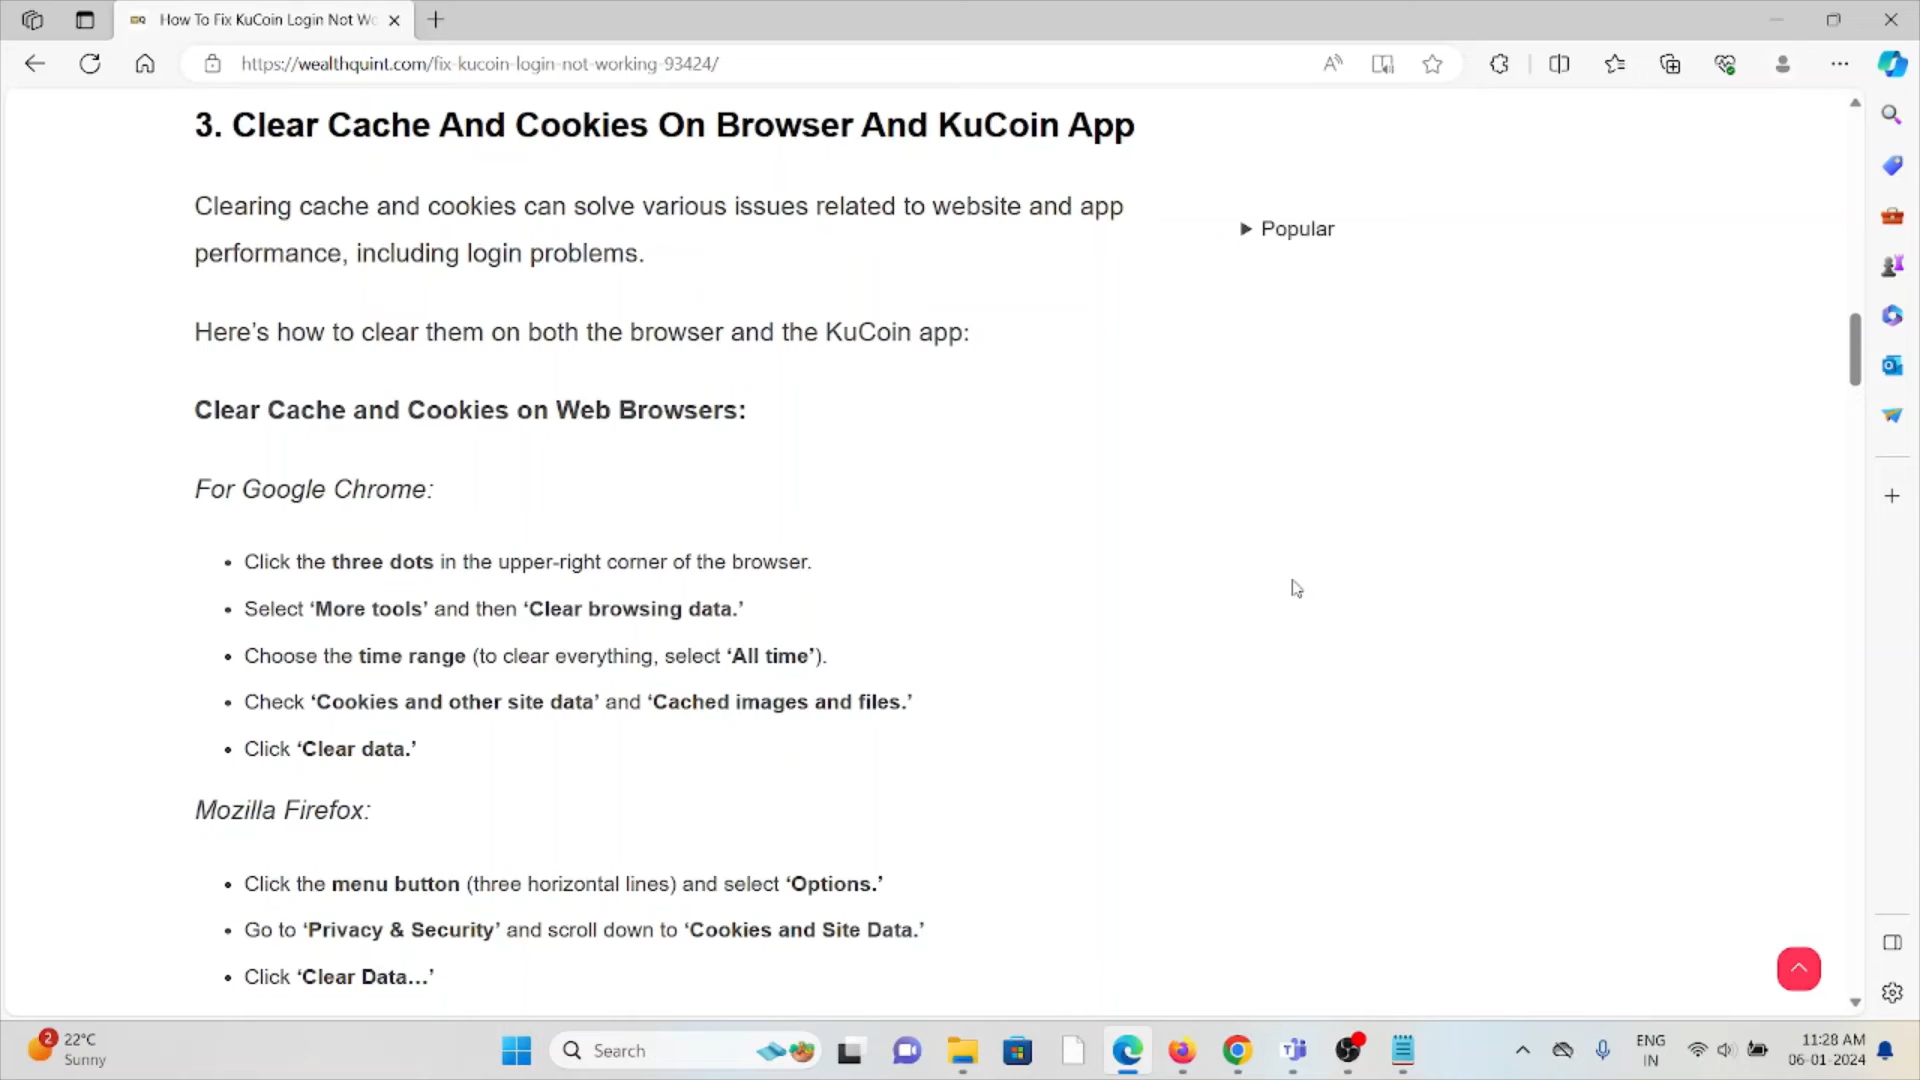 How To Fix KuCoin Login Not Wo
https://wealthquint.com/fix-kucoin-login-not-working-93424/
3. Clear Cache And Cookies On Browser And KuCoin App
Clearing cache and cookies can solve various issues related to website and app
performance, including login problems.
▶ Popular
Here’s how to clear them on both the browser and the KuCoin app:
Clear Cache and Cookies on Web Browsers:
For Google Chrome:
• Click the three dots in the upper-right corner of the browser.
• Select ‘More tools’ and then ‘Clear browsing data.’
• Choose the time range (to clear everything, select ‘All time’).
• Check ‘Cookies and other site data’ and ‘Cached images and files.’
• Click ‘Clear data.’
Mozilla Firefox:
• Click the menu button (three horizontal lines) and select ‘Options.’
• Go to ‘Privacy & Security’ and scroll down to ‘Cookies and Site Data.’
• Click ‘Clear Data…’
2
22°C
Sunny
Search
ENG
IN
11:28 AM
06-01-2024